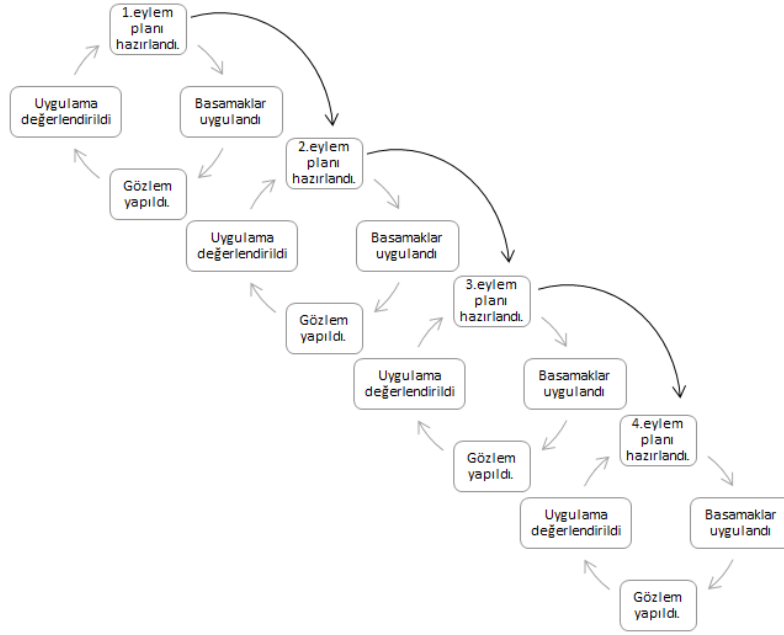 1.eylem
planı
hazırlandı.
Uygulama
değerlendirildi
Basamaklar
uygulandı
Gözlem
yapıldı.
2.eylem
planı
hazırlandı.
Uygulama
değerlendirildi
Basamaklar
uygulandı
Gözlem
yapıldı.
3.eylem
planı
hazırlandı.
Uygulama
değerlendirildi
Basamaklar
uygulandı
Gözlem
yapıldı.
4.eylem
planı
hazırlandı.
Uygulama
değerlendirildi
Basamaklar
uygulandı
Gözlem
yapıldı.